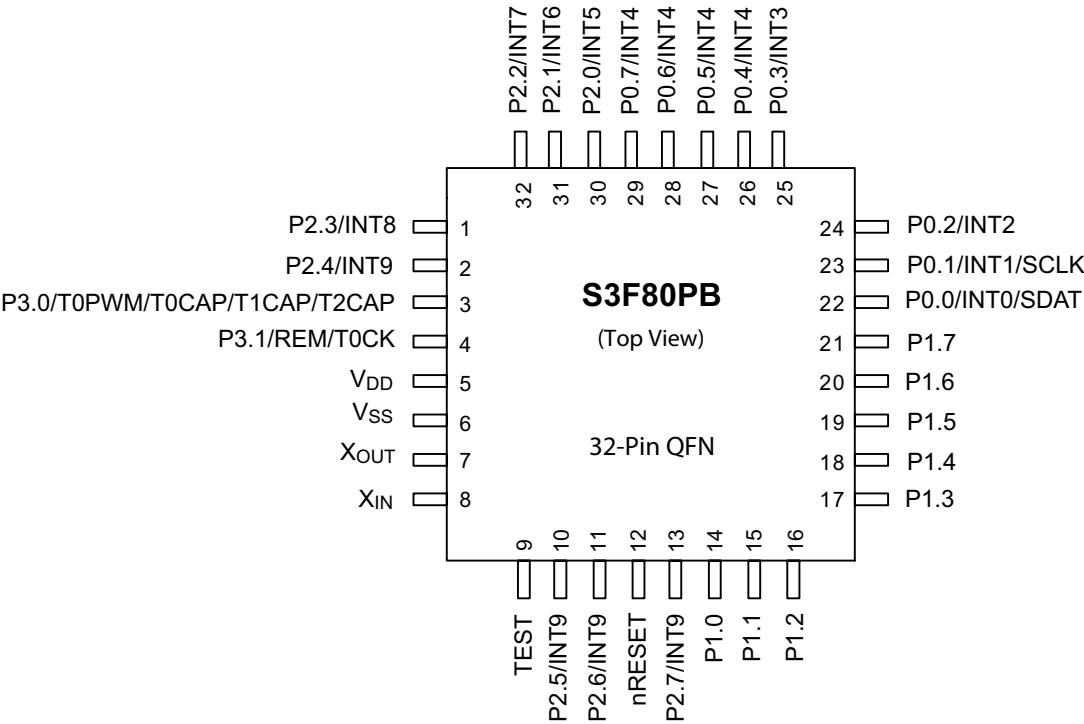 P2.2/INT7
P2.1/INT6
P2.0/INT5
P0.7/INT4
P0.6/INT4
P0.5/INT4
P0.4/INT4
P0.3/INT3
32
31
30
29
28
27
26
25
P2.3/INT8 1
P2.4/INT9 2
P3.0/T0PWM/T0CAP/T1CAP/T2CAP 3
P3.1/REM/T0CK 4
VDD 5
VSS 6
XOUT 7
XIN 8
S3F80PB
(Top View)
32-Pin QFN
24 P0.2/INT2
23 P0.1/INT1/SCLK
22 P0.0/INT0/SDAT
21 P1.7
20 P1.6
19 P1.5
18 P1.4
17 P1.3
9
10
11
12
13
14
15
16
TEST
P2.5/INT9
P2.6/INT9
nRESET
P2.7/INT9
P1.0
P1.1
P1.2